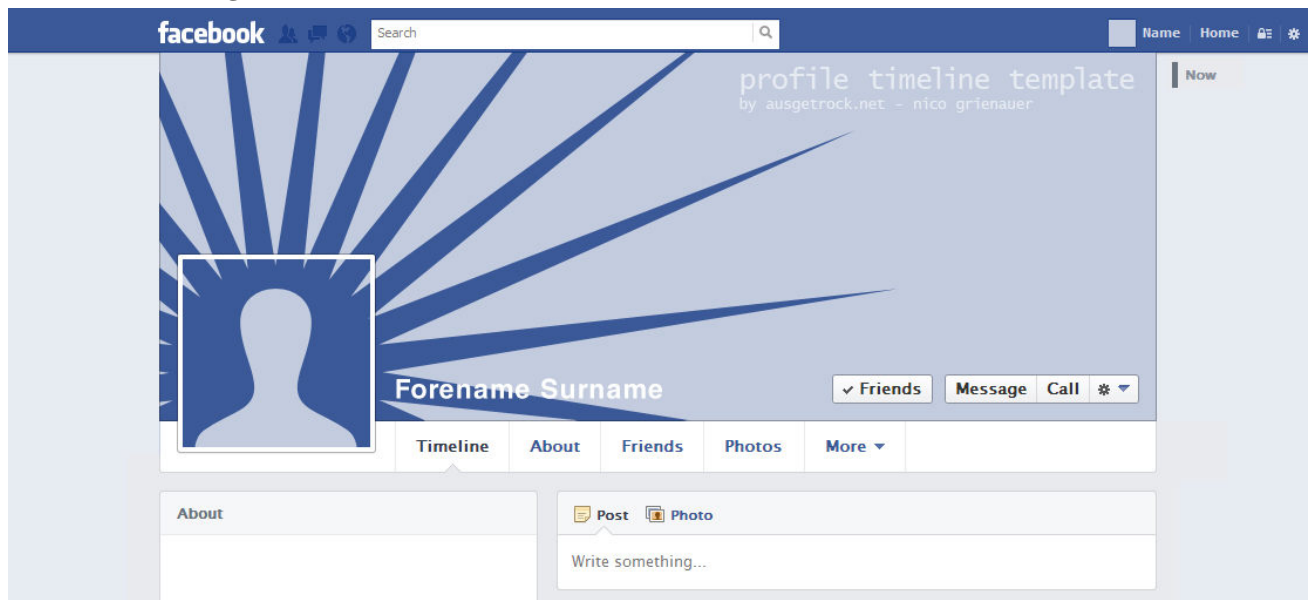 facebook Search Name Home
profile timeline template Now
by ausgetrock.net - nico grienauer
Forename Surname ✓ Friends Message Call
Timeline About Friends Photos More
About Post Photo
Write something...